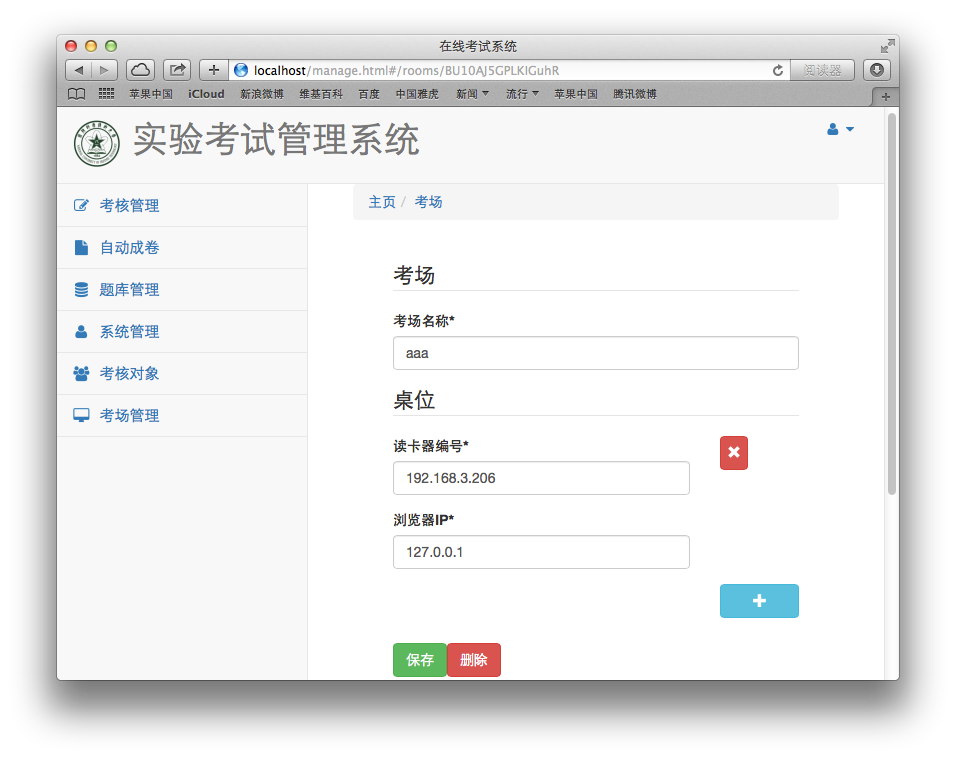 在线考试系统
localhost/manage.html#/rooms/BU10AJ5GPLKIGuhR
阅读器
苹果中国 iCloud 新浪微博 维基百科 百度 中国雅虎 新闻 流行 苹果中国 腾讯微博
实验考试管理系统
考核管理
自动成卷
题库管理
系统管理
考核对象
考场管理
主页 / 考场
考场
考场名称*
aaa
桌位
读卡器编号*
192.168.3.206
浏览器IP*
127.0.0.1
保存 删除